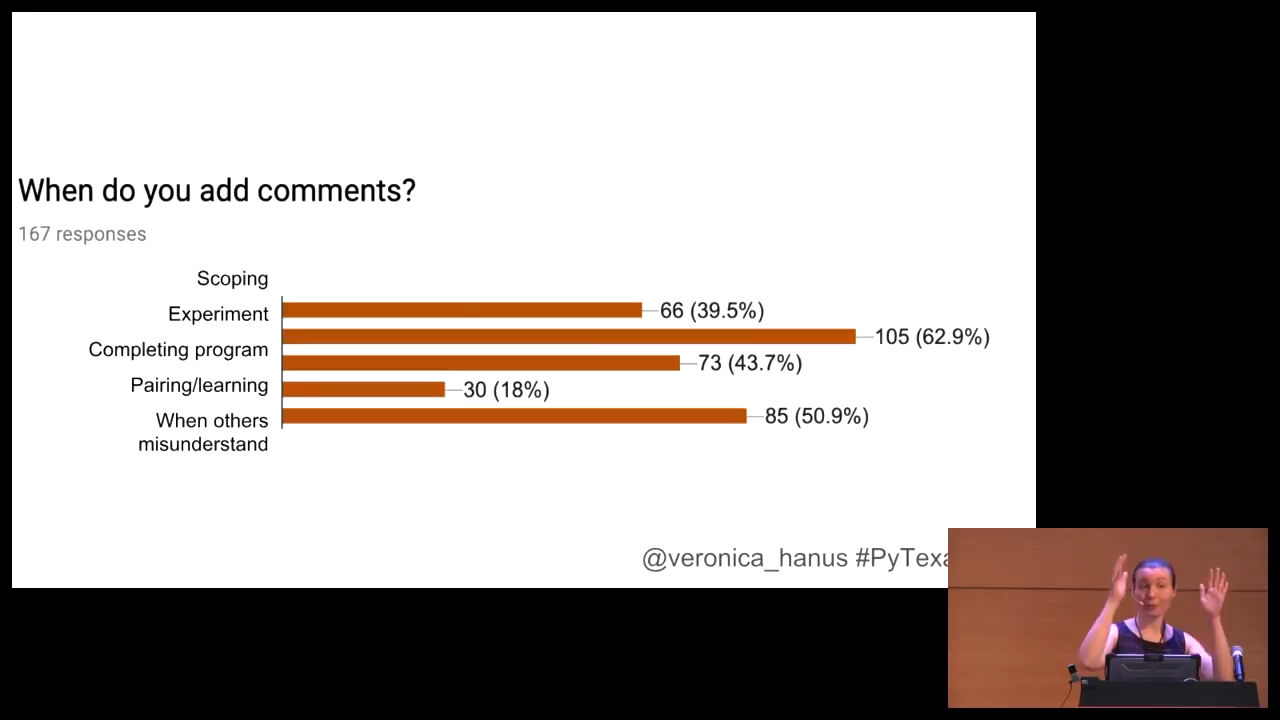 When do you add comments?
167 responses
Scoping
Experiment
Completing program
Pairing/learning
When others
misunderstand
66 (39.5%)
105 (62.9%)
73 (43.7%)
30 (18%)
85 (50.9%)
@veronica_hanus #PyTexa